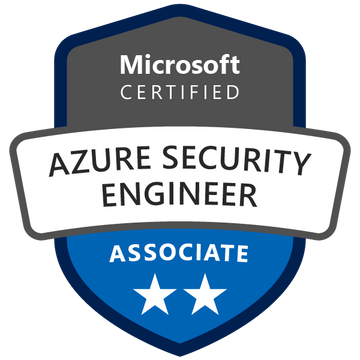 Microsoft
CERTIFIED
AZURE SECURITY
ENGINEER
ASSOCIATE